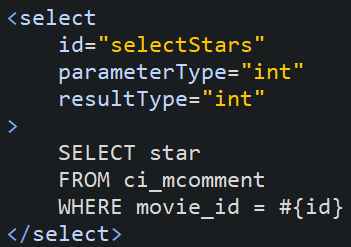 <select
    id="selectStars"
    parameterType="int"
    resultType="int"
>
    SELECT star
    FROM ci_mcomment
    WHERE movie_id = #{id}
</select>